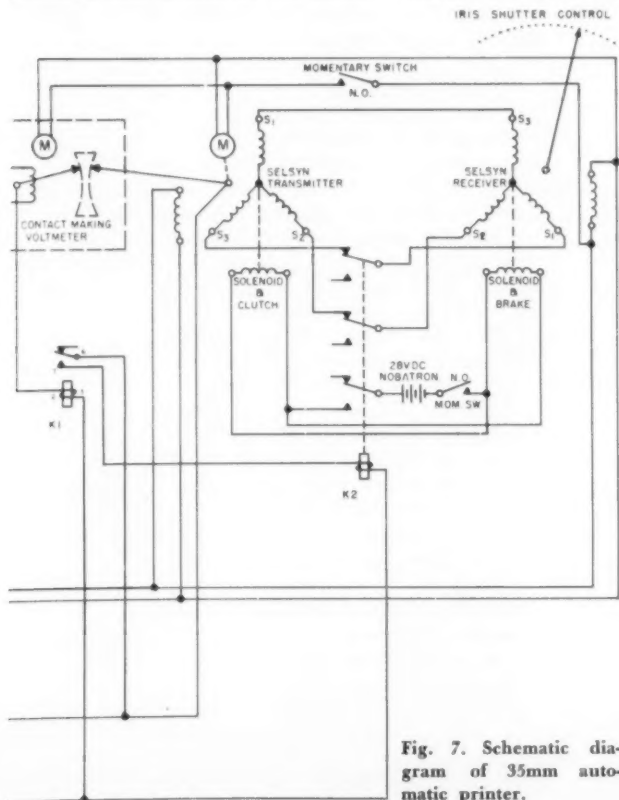 IRIS SHUTTER CONTROL
MOMENTARY SWITCH
N.O.
M
M
S1
S3
SELSYN
TRANSMITTER
SELSYN
RECEIVER
CONTACT MAKING
VOLTMETER
S3
S2
S2
S1
SOLENOID
&
CLUTCH
SOLENOID
&
BRAKE
28VDC
NOBATRON
N.O.
MOM SW
K1
K2
Fig. 7. Schematic dia-
gram of 35mm auto-
matic printer.